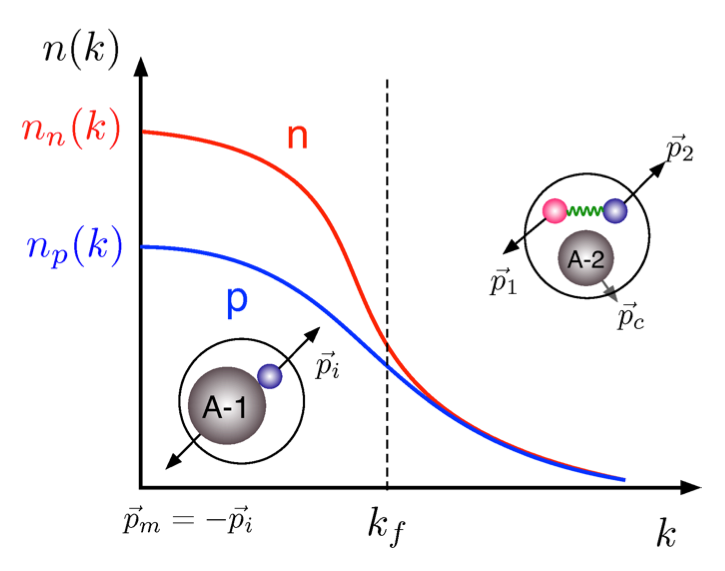 n(k)
n_n(k)
n
p⃗_2
n_p(k)
A-2
p
p⃗_1
p⃗_c
p⃗_i
A-1
p⃗_m = −p⃗_i
k_f
k